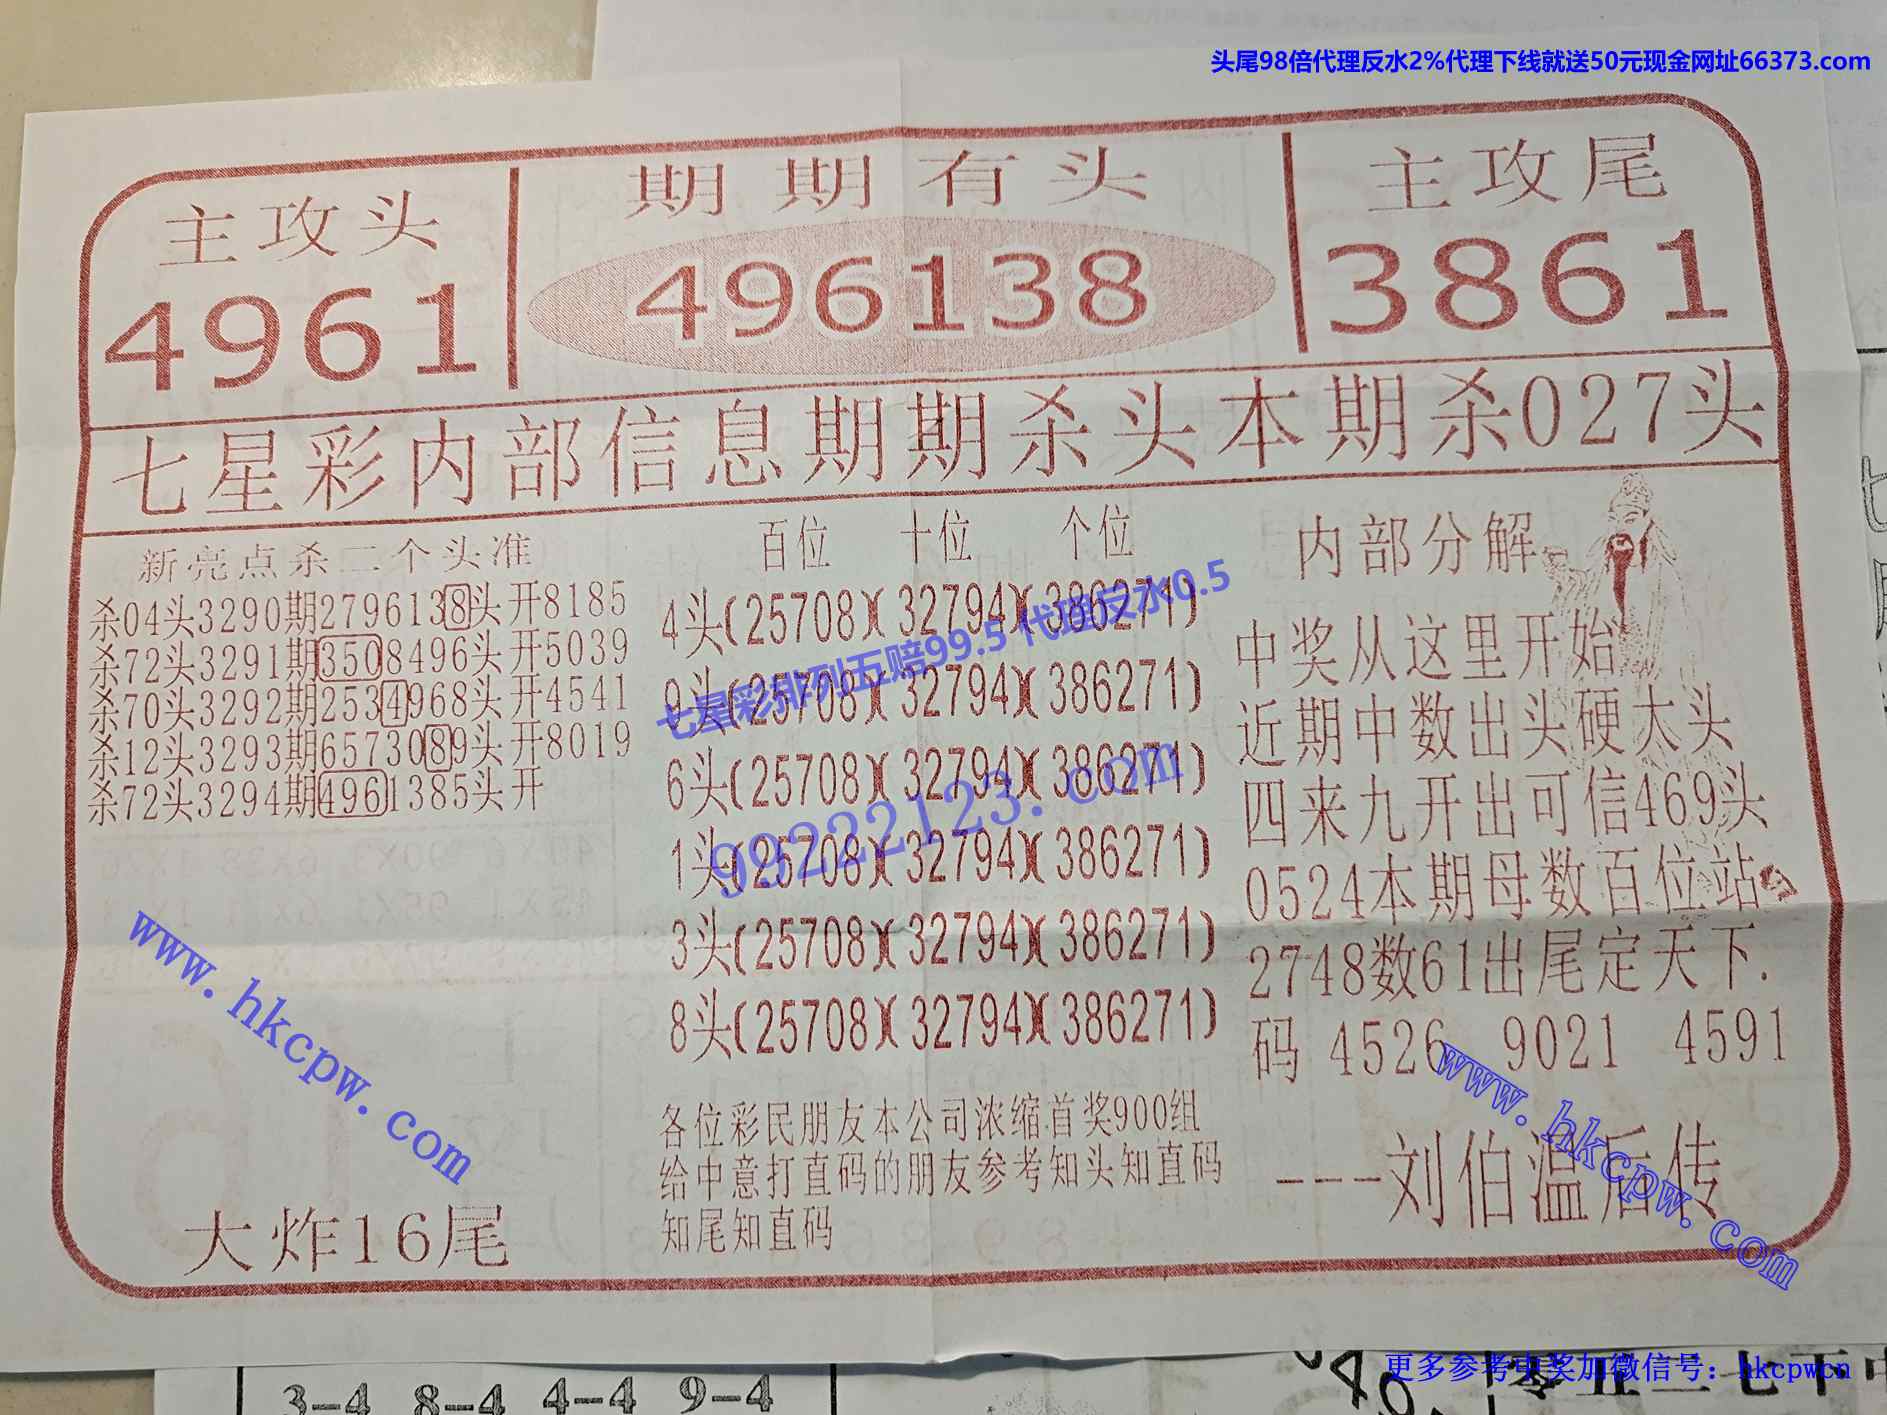 头尾98倍代理反水2%代理下线就送50元现金网址66373.com
主攻头
4961
期期有头
496138
主攻尾
3861
七星彩内部信息期期杀头本期杀027头
新亮点杀二个头准
杀04头3290期2796138头开8185
杀72头3291期3508496头开5039
杀70头3292期2534968头开4541
杀12头3293期6573089头开8019
杀72头3294期4961385头开
大炸16尾
百位 十位 个位
4头(25708)(32794)(386271)
9头(25708)(32794)(386271)
6头(25708)(32794)(386271)
1头(25708)(32794)(386271)
3头(25708)(32794)(386271)
8头(25708)(32794)(386271)
七星彩排列五赔99.5 代理反水0.5
99222123.com
各位彩民朋友本公司浓缩首奖900组
给中意打直码的朋友参考知头知直码
知尾知直码
内部分解
中奖从这里开始
近期中数出头硬太头
四来九开出可信469头
0524本期母数百位站
2748数61出尾定天下.
码 4526 9021 4591
----刘伯温后传
www.hkcpw.com
www.hkcpw.com
3-4 8-4 4-4 9-4
更多参考中奖加微信号：hkcpwcn